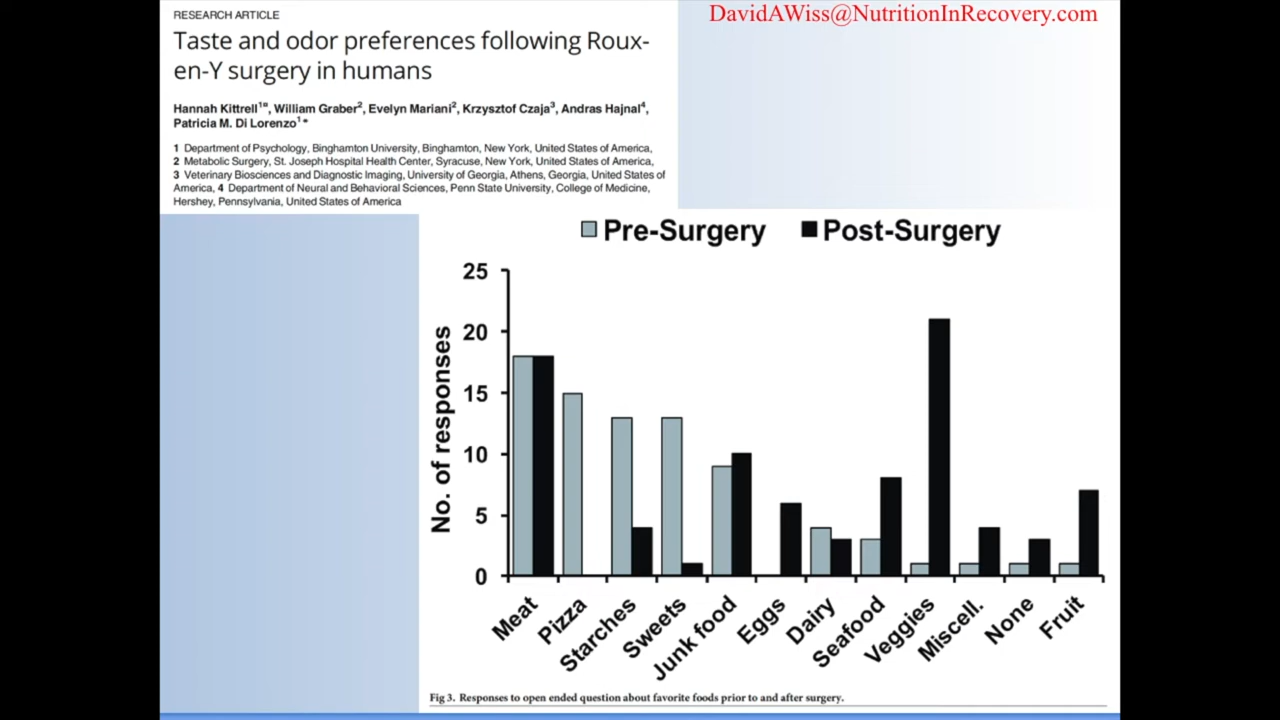 RESEARCH ARTICLE
DavidAWiss@NutritionInRecovery.com
Taste and odor preferences following Roux-
en-Y surgery in humans
Hannah Kittrell1¤, William Graber2, Evelyn Mariani2, Krzysztof Czaja3, Andras Hajnal4,
Patricia M. Di Lorenzo1*
1 Department of Psychology, Binghamton University, Binghamton, New York, United States of America,
2 Metabolic Surgery, St. Joseph Hospital Health Center, Syracuse, New York, United States of America,
3 Veterinary Biosciences and Diagnostic Imaging, University of Georgia, Athens, Georgia, United States of
America, 4 Department of Neural and Behavioral Sciences, Penn State University, College of Medicine,
Hershey, Pennsylvania, United States of America
Pre-Surgery Post-Surgery
No. of responses
25
20
15
10
5
0
Meat
Pizza
Starches
Sweets
Junk food
Eggs
Dairy
Seafood
Veggies
Miscell.
None
Fruit
Fig 3. Responses to open ended question about favorite foods prior to and after surgery.